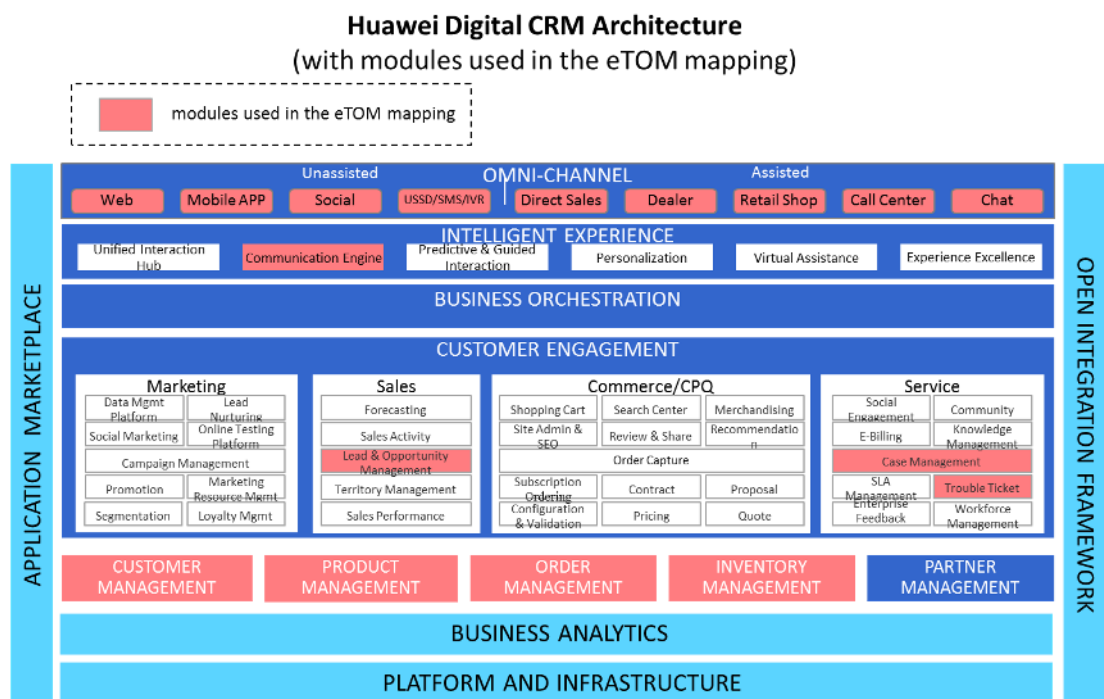 Huawei Digital CRM Architecture
(with modules used in the eTOM mapping)
modules used in the eTOM mapping
APPLICATION MARKETPLACE
Unassisted
OMNI-CHANNEL
Assisted
Web
Mobile APP
Social
USSD/SMS/IVR
Direct Sales
Dealer
Retail Shop
Call Center
Chat
INTELLIGENT EXPERIENCE
Unified Interaction
Hub
Communication Engine
Predictive & Guided
Interaction
Personalization
Virtual Assistance
Experience Excellence
BUSINESS ORCHESTRATION
CUSTOMER ENGAGEMENT
Marketing
Data Mgmt
Platform
Lead
Nurturing
Social Marketing
Online Testing
Platform
Campaign Management
Promotion
Marketing
Resource Mgmt
Segmentation
Loyalty Mgmt
Sales
Forecasting
Sales Activity
Lead & Opportunity
Management
Territory Management
Sales Performance
Commerce/CPQ
Shopping Cart
Search Center
Merchandising
Site Admin &
SEO
Review & Share
Recommendatio
n
Order Capture
Subscription
Ordering
Contract
Proposal
Configuration
& Validation
Pricing
Quote
Service
Social
Engagement
Community
E-Billing
Knowledge
Management
Case Management
SLA
Management
Trouble Ticket
Enterprise
Feedback
Workforce
Management
CUSTOMER
MANAGEMENT
PRODUCT
MANAGEMENT
ORDER
MANAGEMENT
INVENTORY
MANAGEMENT
PARTNER
MANAGEMENT
BUSINESS ANALYTICS
PLATFORM AND INFRASTRUCTURE
OPEN INTEGRATION FRAMEWORK